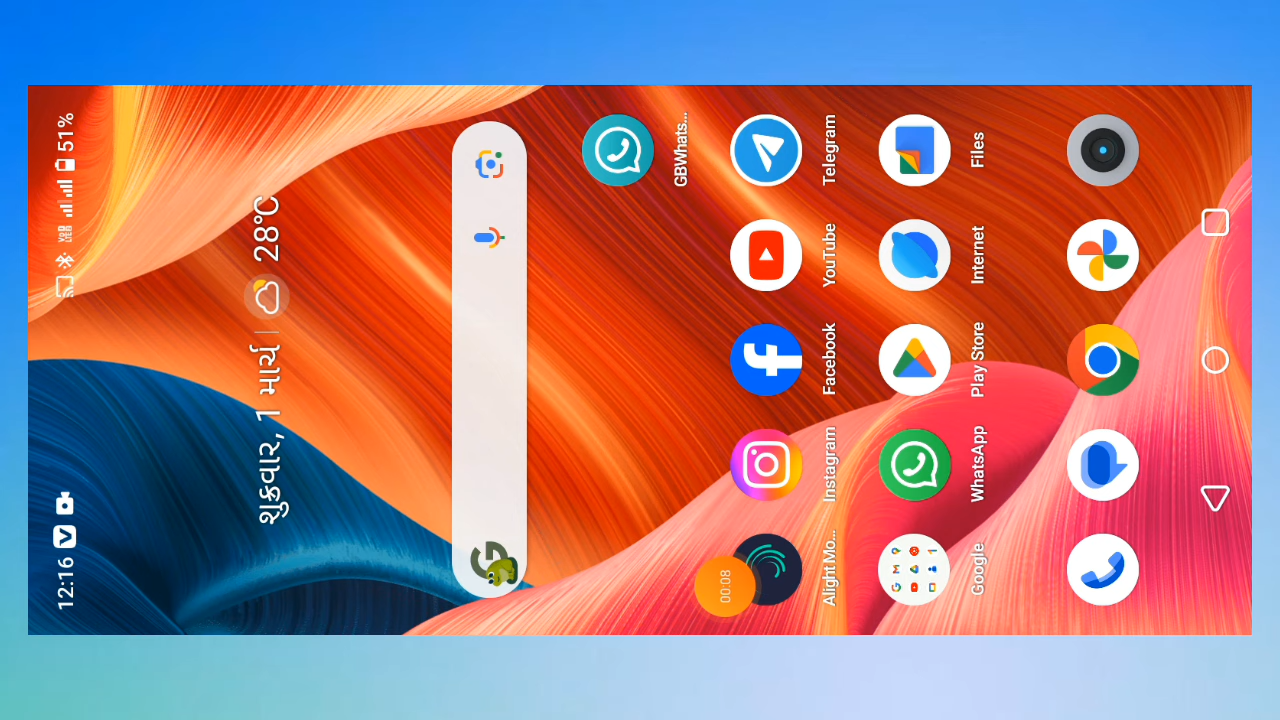 12:16
51%
શુક્રવાર, 1 માર્ચ | 28°C
GBWhats...
Alight Mo...
Instagram
Facebook
YouTube
Telegram
00:08
Google
WhatsApp
Play Store
Internet
Files